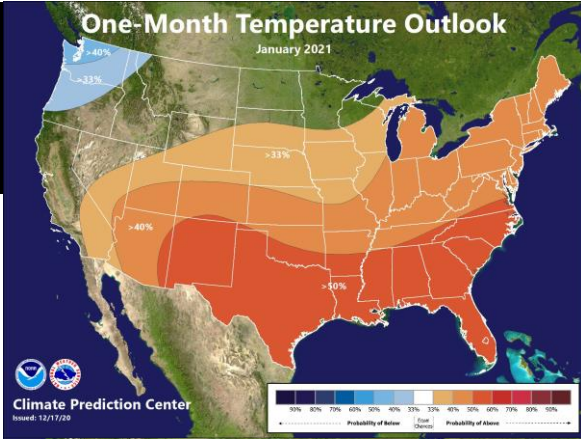 One-Month Temperature Outlook
January 2021
>40%
>33%
>33%
>40%
>50%
Climate Prediction Center
Issued: 12/17/20
90% 80% 70% 60% 50% 40% 33% 33% 40% 50% 60% 70% 80% 90%
Probability of Below Equal Chances Probability of Above